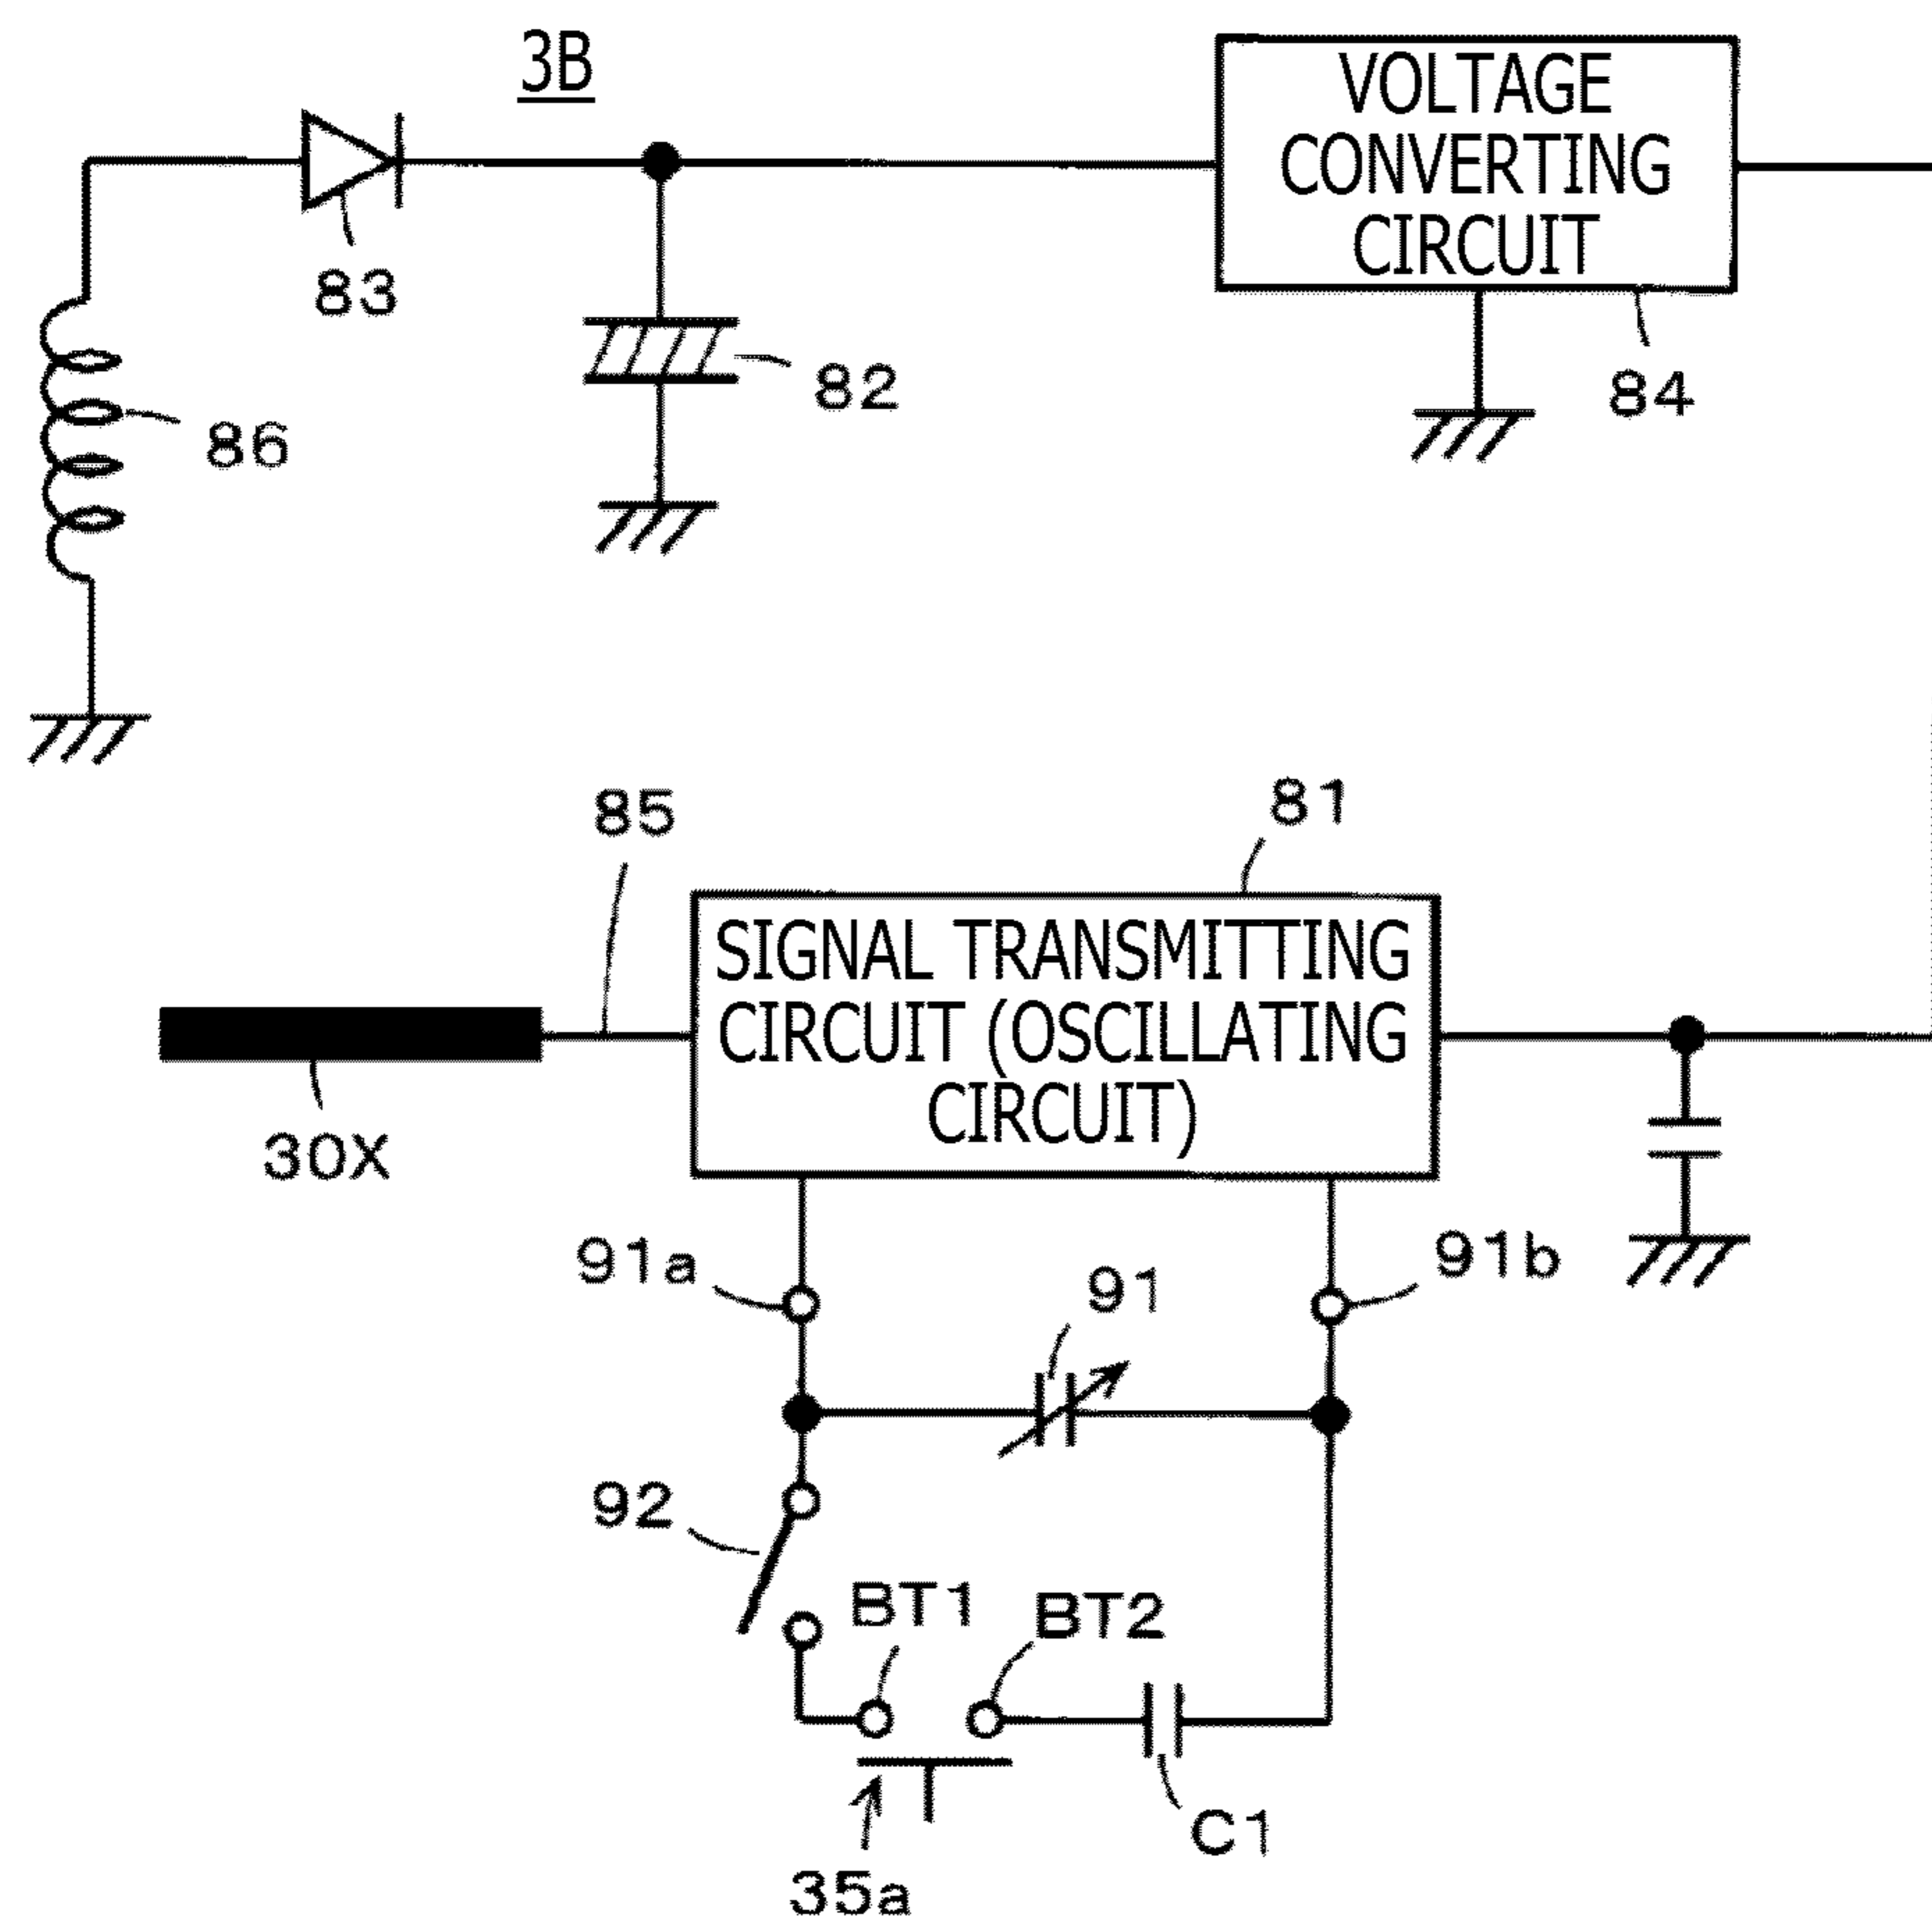 3B
VOLTAGE
CONVERTING
CIRCUIT
83
82
84
86
85
81
SIGNAL TRANSMITTING
CIRCUIT (OSCILLATING
CIRCUIT)
30X
91a
91
91b
92
BT1
BT2
C1
35a